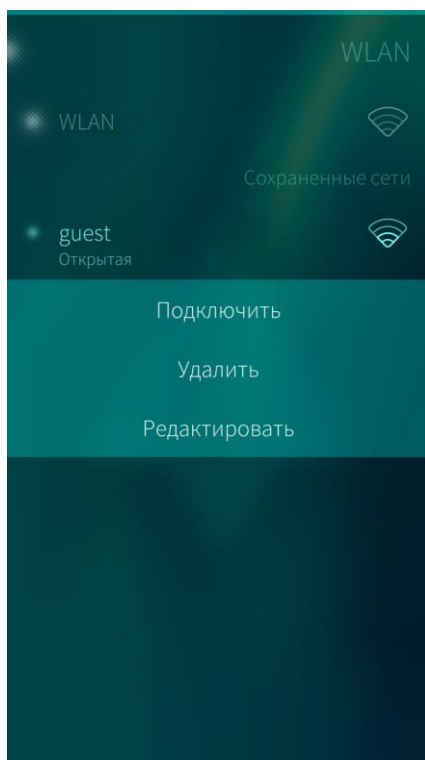 WLAN
WLAN
Сохраненные сети
guest
Открытая
Подключить
Удалить
Редактировать